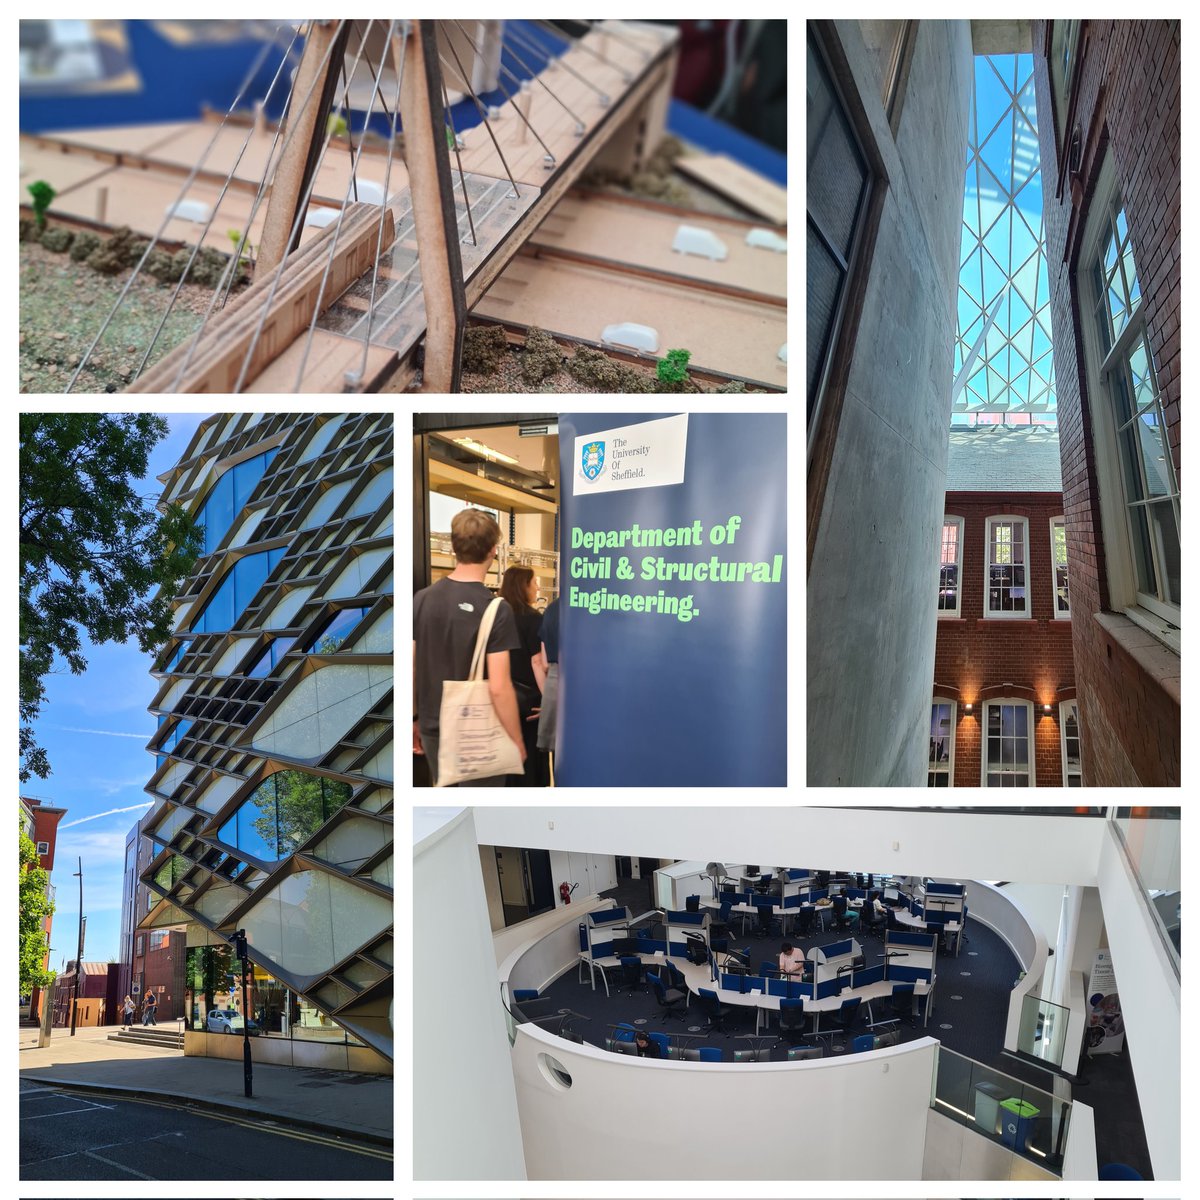 The
University
Of
Sheffield.
Department of
Civil & Structural
Engineering.